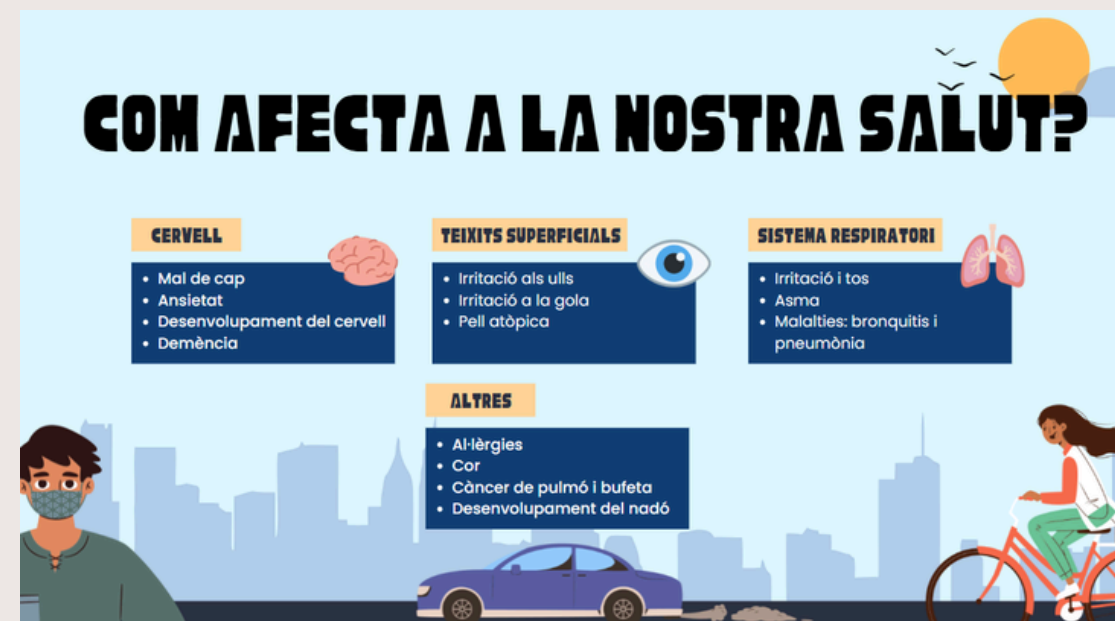 COM AFECTA A LA NOSTRA SALUT?
CERVELL
• Mal de cap
• Ansietat
• Desenvolupament del cervell
• Demència
TEIXITS SUPERFICIALS
• Irritació als ulls
• Irritació a la gola
• Pell atòpica
SISTEMA RESPIRATORI
• Irritació i tos
• Asma
• Malalties: bronquitis i
pneumònia
ALTRES
• Al·lèrgies
• Cor
• Càncer de pulmó i bufeta
• Desenvolupament del nadó